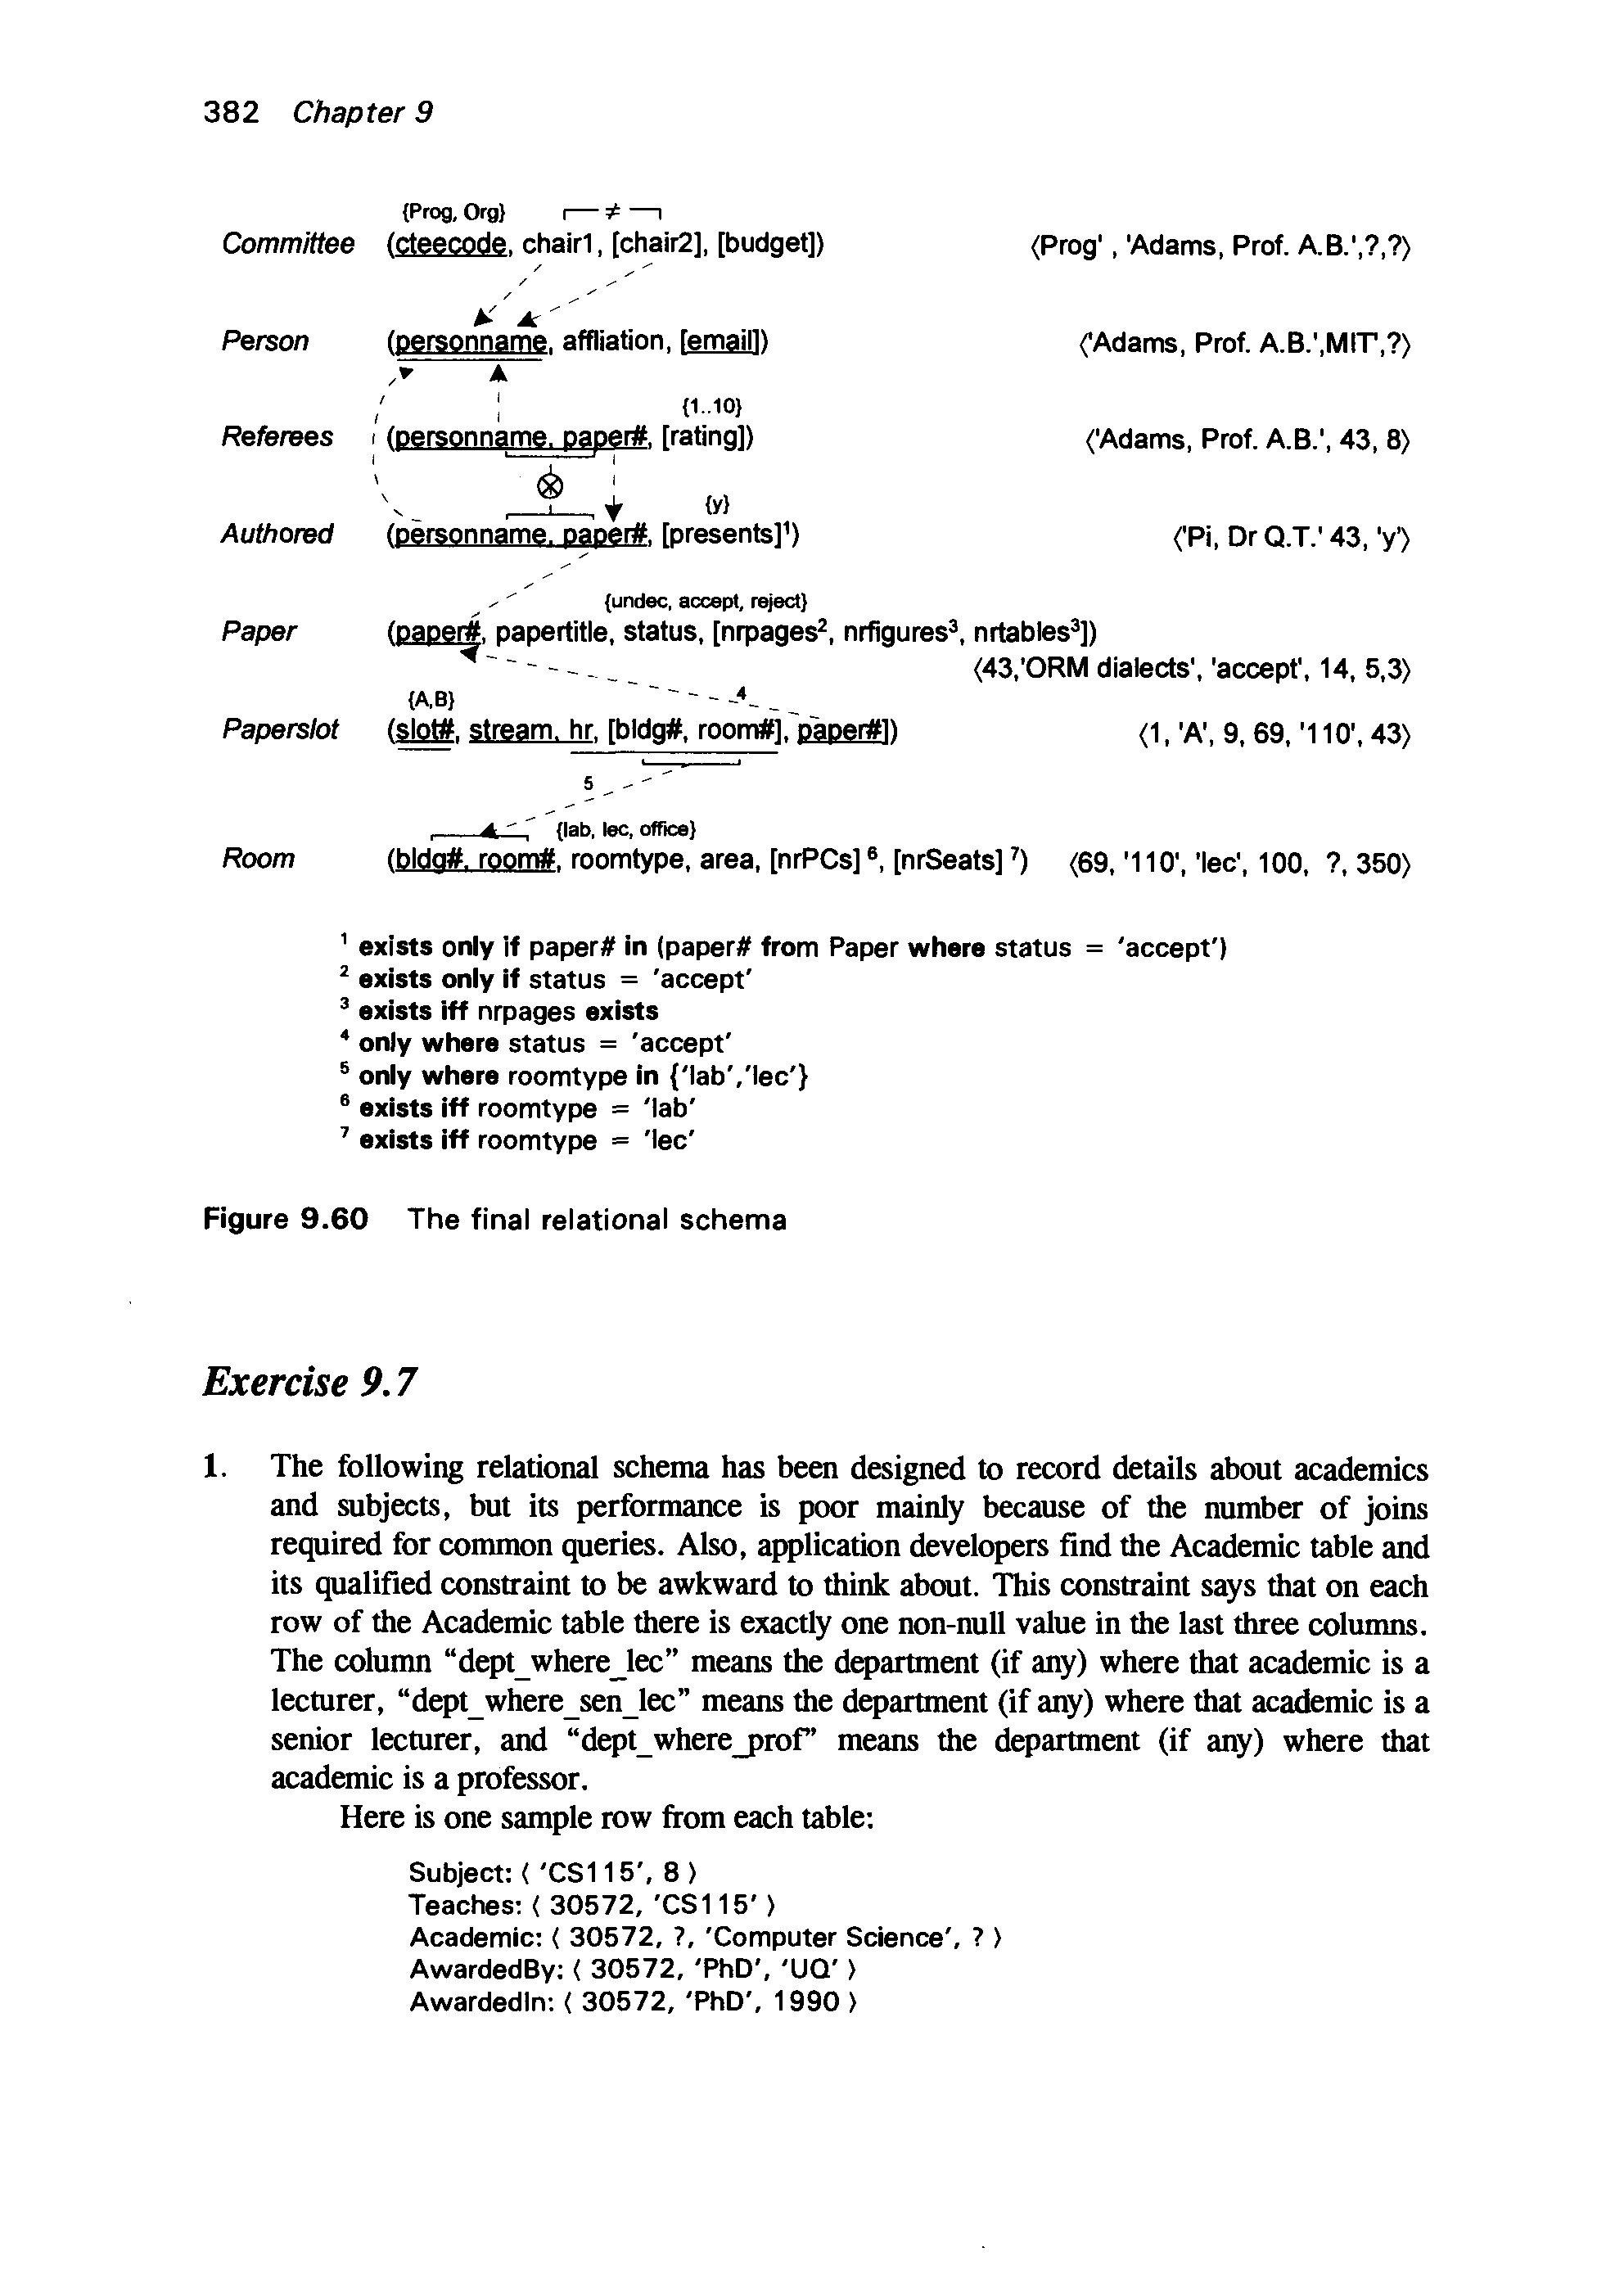 382 Chapter 9
{Prog, Org} ≠
Committee (cteecode, chair1, [chair2], [budget]) ⟨Prog' , 'Adams, Prof. A.B.',?,?⟩
Person (personname, affliation, [email]) ⟨'Adams, Prof. A.B.',MIT',?⟩
{1..10}
Referees (personname, paper#, [rating]) ⟨'Adams, Prof. A.B.', 43, 8⟩
{y}
Authored (personname, paper#, [presents]¹) ⟨'Pi, Dr Q.T.' 43, 'y'⟩
{undec, accept, reject}
Paper (paper#, papertitle, status, [nrpages², nrfigures³, nrtables³])
⟨43,'ORM dialects', 'accept', 14, 5,3⟩
{A,B} 4
Paperslot (slot#, stream, hr, [bldg#, room#], paper#]) ⟨1, 'A', 9, 69, '110', 43⟩
5
{lab, lec, office}
Room (bldg#, room#, roomtype, area, [nrPCs] ⁶, [nrSeats] ⁷) ⟨69, '110', 'lec', 100, ?, 350⟩
¹ exists only if paper# in (paper# from Paper where status = 'accept')
² exists only if status = 'accept'
³ exists iff nrpages exists
⁴ only where status = 'accept'
⁵ only where roomtype in {'lab','lec'}
⁶ exists iff roomtype = 'lab'
⁷ exists iff roomtype = 'lec'
Figure 9.60 The final relational schema
Exercise 9.7
1. The following relational schema has been designed to record details about academics
and subjects, but its performance is poor mainly because of the number of joins
required for common queries. Also, application developers find the Academic table and
its qualified constraint to be awkward to think about. This constraint says that on each
row of the Academic table there is exactly one non-null value in the last three columns.
The column “dept_where_lec” means the department (if any) where that academic is a
lecturer, “dept_where_sen_lec” means the department (if any) where that academic is a
senior lecturer, and “dept_where_prof” means the department (if any) where that
academic is a professor.
Here is one sample row from each table:
Subject: ⟨ 'CS115', 8 ⟩
Teaches: ⟨ 30572, 'CS115' ⟩
Academic: ⟨ 30572, ?, 'Computer Science', ? ⟩
AwardedBy: ⟨ 30572, 'PhD', 'UQ' ⟩
AwardedIn: ⟨ 30572, 'PhD', 1990 ⟩